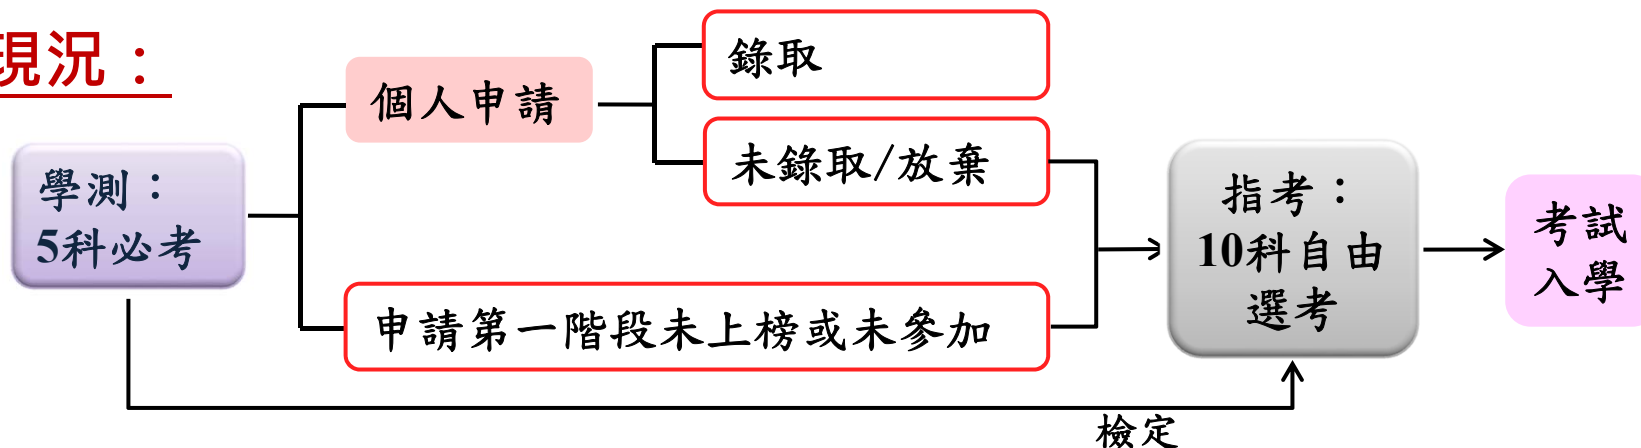 現況：
學測：
5科必考
個人申請
錄取
未錄取/放棄
申請第一階段未上榜或未參加
指考：
10科自由
選考
考試
入學
檢定